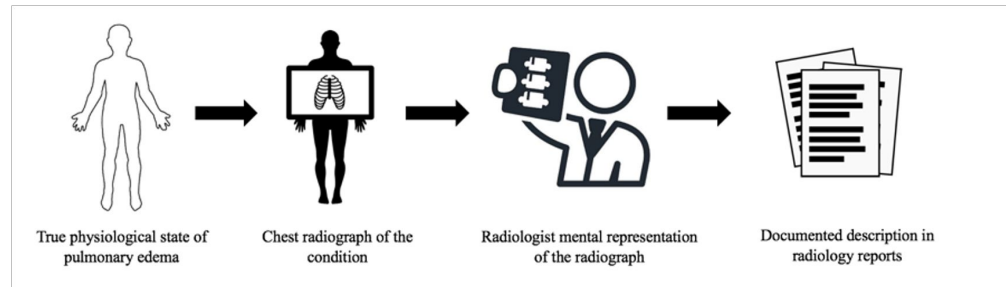 True physiological state of
pulmonary edema
Chest radiograph of the
condition
Radiologist mental representation
of the radiograph
Documented description in
radiology reports